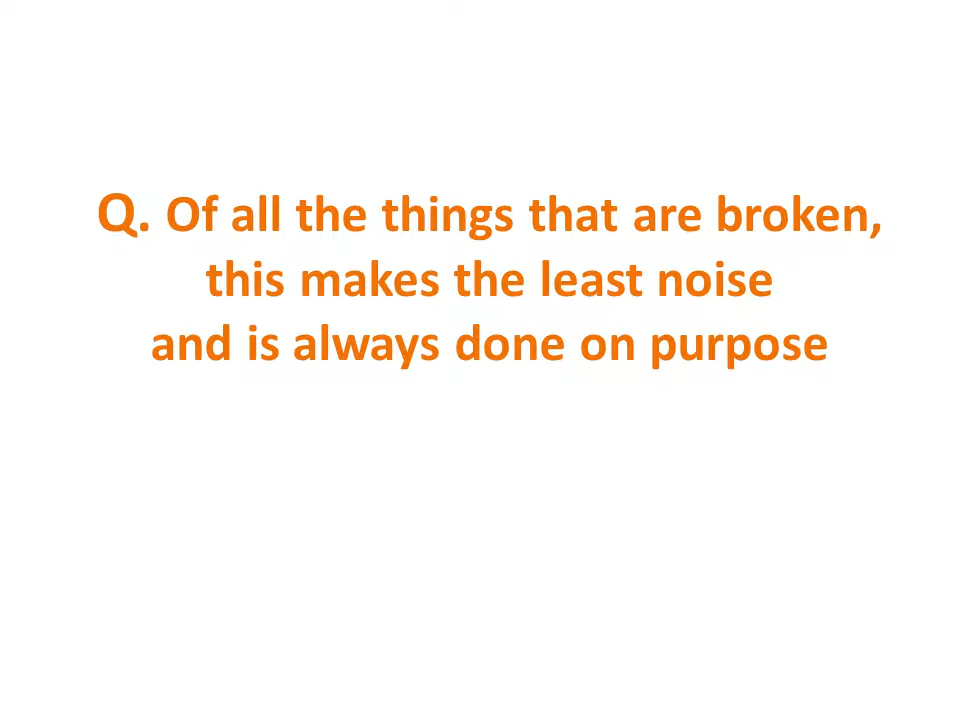 Q. Of all the things that are broken,
this makes the least noise
and is always done on purpose